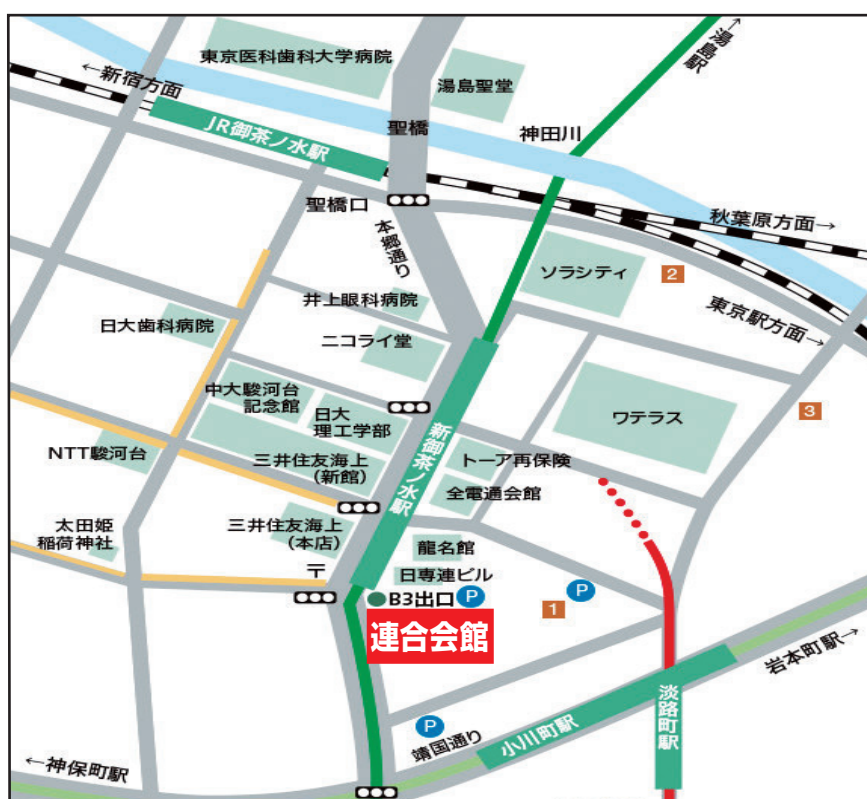 →湯島駅
東京医科歯科大学病院
湯島聖堂
←新宿方面
JR御茶ノ水駅
聖橋
神田川
聖橋口
秋葉原方面→
本郷通り
ソラシティ
2
井上眼科病院
東京駅方面→
日大歯科病院
ニコライ堂
中大駿河台
記念館
日大
理工学部
ワテラス
3
新御茶ノ水駅
NTT駿河台
三井住友海上
(新館)
トーア再保険
全電通会館
太田姫
稲荷神社
三井住友海上
(本店)
龍名館
〒
日専連ビル
B3出口
P
P
1
連合会館
岩本町駅→
淡路町駅
P
靖国通り
小川町駅
←神保町駅